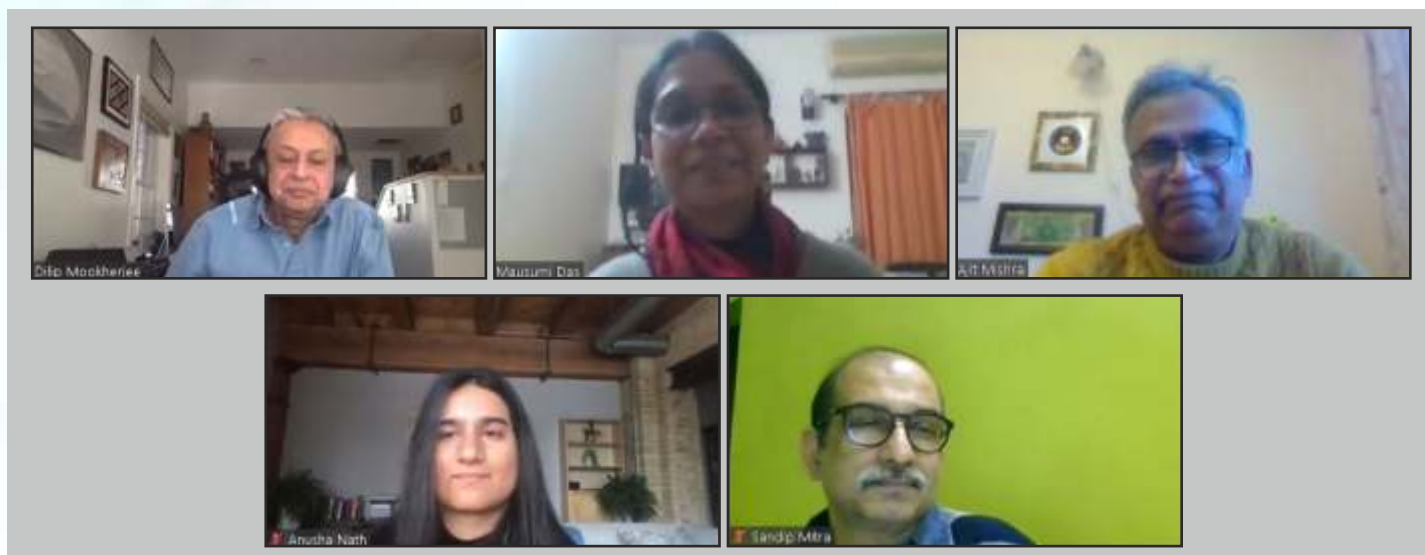 Dilip Mookherjee
Mausumi Das
Ajit Mishra
Anusha Nath
Sandip Mitra